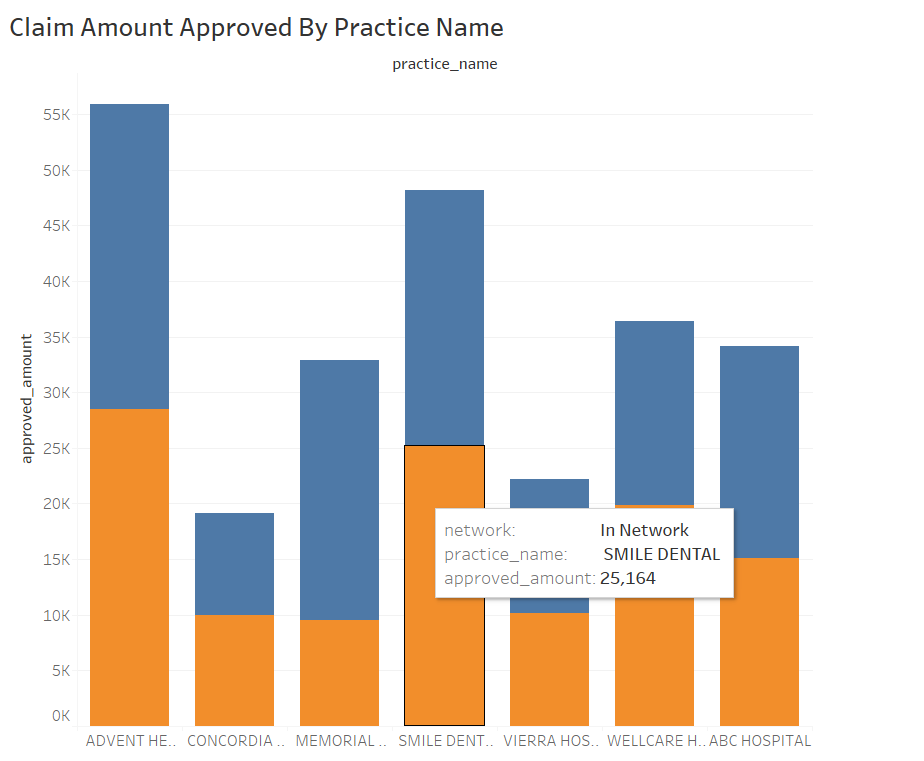 Claim Amount Approved By Practice Name
practice_name
approved_amount
55K
50K
45K
40K
35K
30K
25K
20K
15K
10K
5K
0K
network: In Network
practice_name: SMILE DENTAL
approved_amount: 25,164
ADVENT HE.. CONCORDIA .. MEMORIAL .. SMILE DENT.. VIERRA HOS.. WELLCARE H.. ABC HOSPITAL